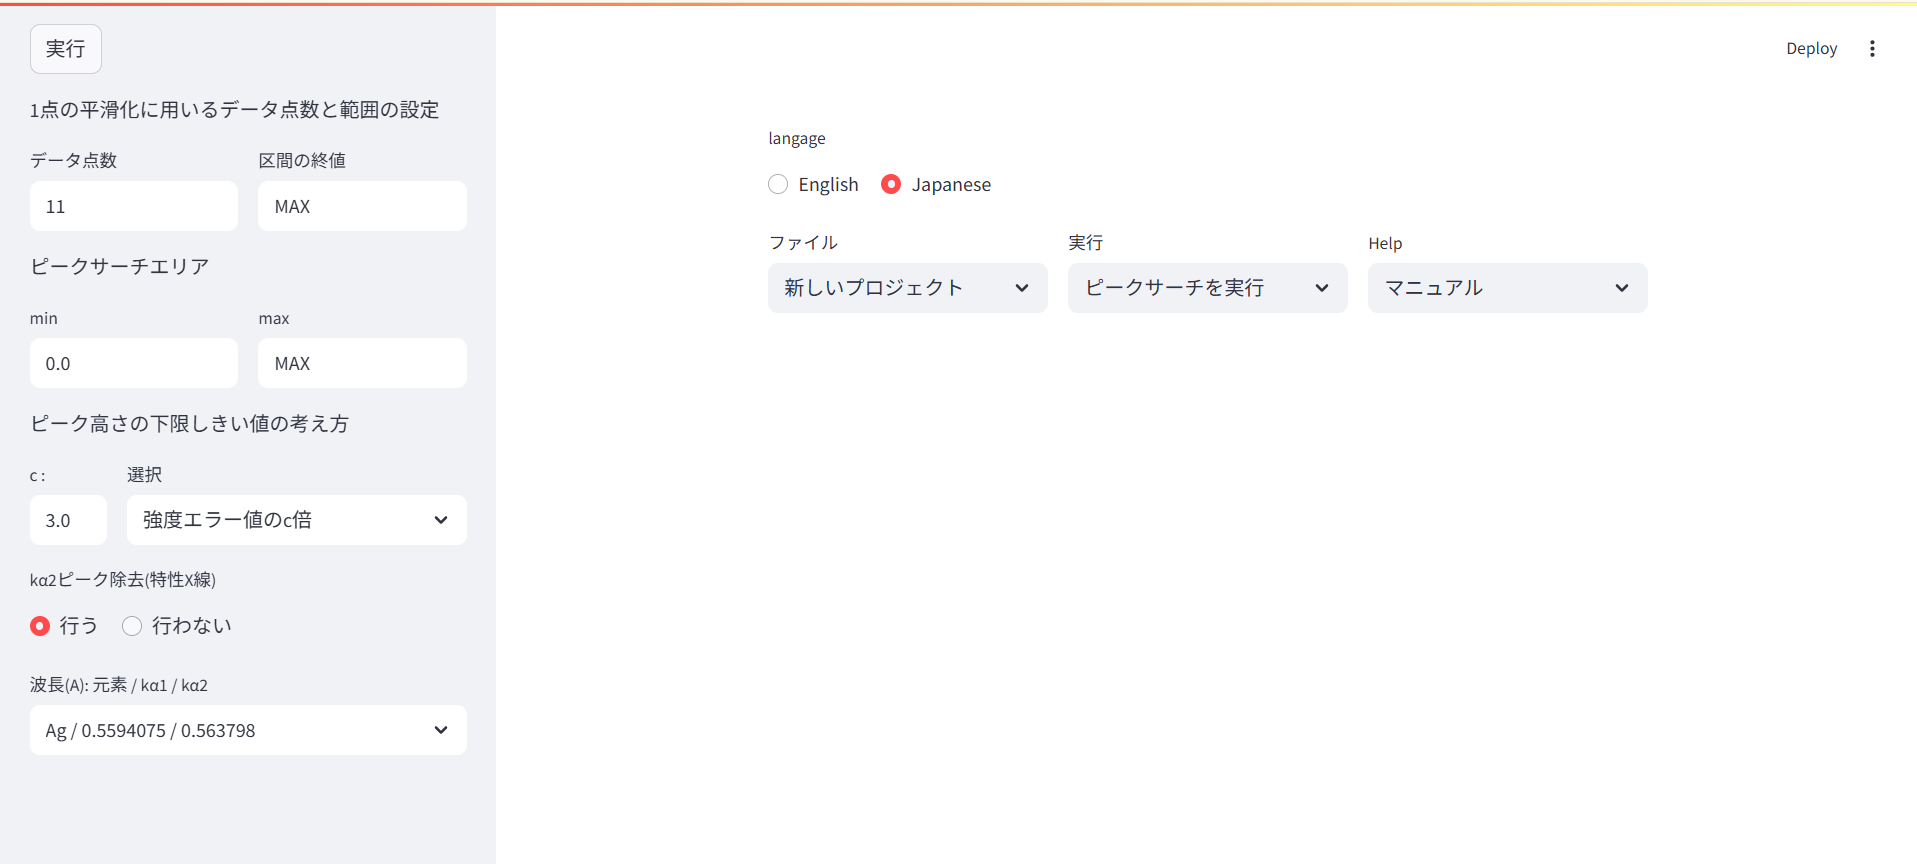 実行
1点の平滑化に用いるデータ点数と範囲の設定
データ点数 区間の終値
11 MAX
ピークサーチエリア
min max
0.0 MAX
ピーク高さの下限しきい値の考え方
c : 選択
3.0 強度エラー値のc倍
kα2ピーク除去(特性X線)
行う 行わない
波長(A): 元素 / kα1 / kα2
Ag / 0.5594075 / 0.563798
Deploy
langage
English Japanese
ファイル 実行 Help
新しいプロジェクト ピークサーチを実行 マニュアル